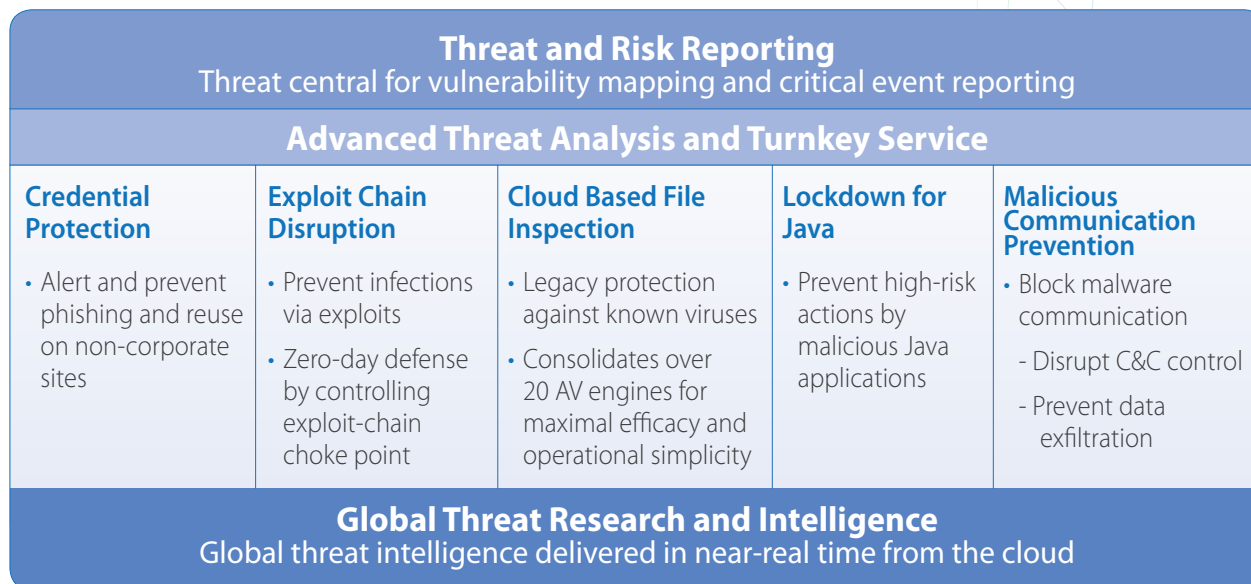 Threat and Risk Reporting
Threat central for vulnerability mapping and critical event reporting
Advanced Threat Analysis and Turnkey Service
Credential
Protection
• Alert and prevent
phishing and reuse
on non-corporate
sites
Exploit Chain
Disruption
• Prevent infections
via exploits
• Zero-day defense
by controlling
exploit-chain
choke point
Cloud Based File
Inspection
• Legacy protection
against known viruses
• Consolidates over
20 AV engines for
maximal efficacy and
operational simplicity
Lockdown for
Java
• Prevent high-risk
actions by
malicious Java
applications
Malicious
Communication
Prevention
• Block malware
communication
- Disrupt C&C control
- Prevent data
exfiltration
Global Threat Research and Intelligence
Global threat intelligence delivered in near-real time from the cloud